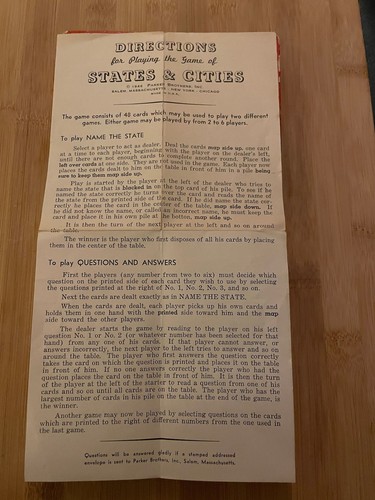 DIRECTIONS
for Playing the Game of
STATES & CITIES
© 1946 PARKER BROTHERS, INC.
SALEM, MASSACHUSETTS, NEW YORK, CHICAGO
MADE IN U.S.A.
The game consists of 48 cards which may be used to play two different
games. Either game may be played by from 2 to 6 players.
To play NAME THE STATE
Select a player to act as dealer. Deal the cards map side up, one card
at a time to each player, beginning with the player on the dealer's left,
until there are not enough cards to complete another round. Place the
left over cards at one side. They are not used in the game. Each player now
places the cards dealt to him on the table in front of him in a pile being
sure to keep them map side up.
Play is started by the player at the left of the dealer who tries to
name the state that is blocked in on the top card of his pile. To see if he
named the state correctly he turns over the card and reads the name of
the state from the printed side of the card. If he did name the state cor-
rectly he places the card in the center of the table, map side down. If
he did not know the name, or called an incorrect name, he must keep the
card and place it in his own pile at the bottom, map side up.
It is then the turn of the next player at the left and so on around
the table.
The winner is the player who first disposes of all his cards by placing
them in the center of the table.
To play QUESTIONS AND ANSWERS
First the players (any number from two to six) must decide which
question on the printed side of each card they wish to use by selecting
the questions printed at the right of No. 1, No. 2, No. 3, and so on.
Next the cards are dealt exactly as in NAME THE STATE.
When the cards are dealt, each player picks up his own cards and
holds them in one hand with the printed side toward him and the map
side toward the other players.
The dealer starts the game by reading to the player on his left
question No. 1 or No. 2 (or whatever number has been selected for that
hand) from any one of his cards. If that player cannot answer, or
answers incorrectly, the next player to the left tries to answer and so on
around the table. The player who first answers the question correctly
takes the card on which the question is printed and places it on the table
in front of him. If no one answers correctly the player who had the
question places the card on the table in front of him. It is then the turn
of the player at the left of the starter to read a question from one of his
cards and so on until all cards are on the table. The player who has the
largest number of cards in his pile on the table at the end of the game, is
the winner.
Another game may now be played by selecting questions on the cards
which are printed to the right of different numbers from the one used in
the last game.
Questions will be answered gladly if a stamped addressed
envelope is sent to Parker Brothers, Inc., Salem, Massachusetts.